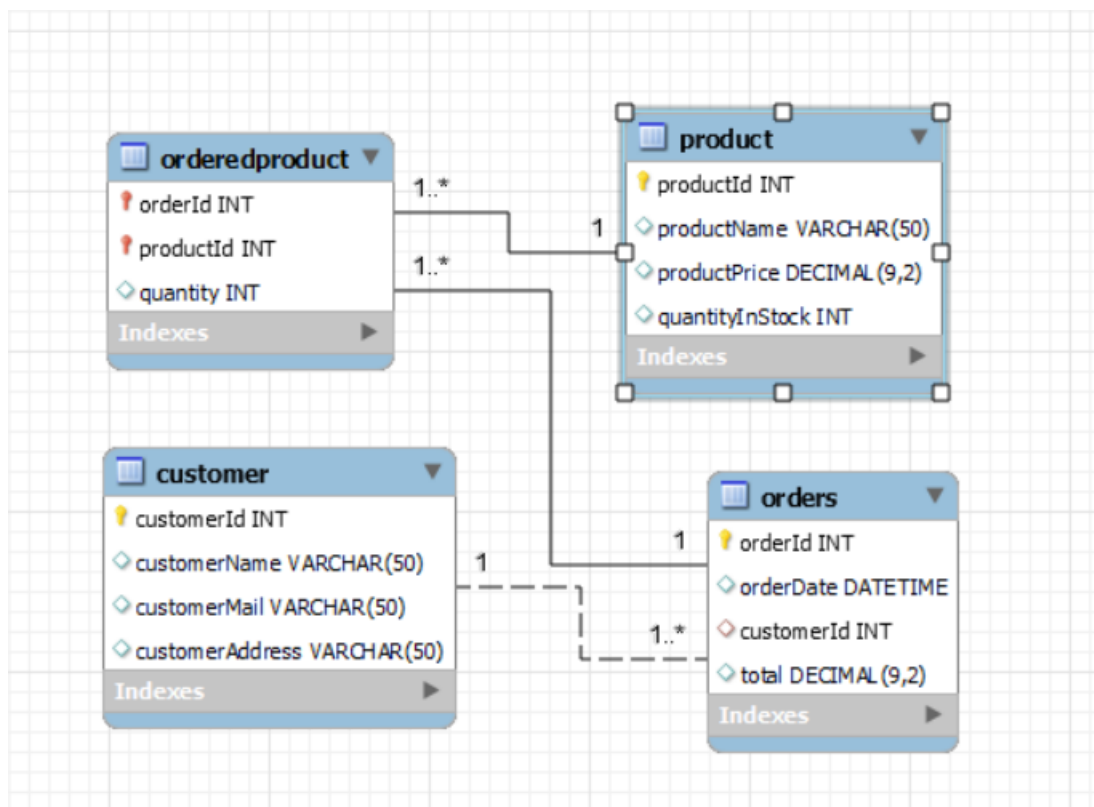 orderedproduct
orderId INT
productId INT
quantity INT
Indexes
1..*
1..*
1
product
productId INT
productName VARCHAR(50)
productPrice DECIMAL(9,2)
quantityInStock INT
Indexes
customer
customerId INT
customerName VARCHAR(50)
customerMail VARCHAR(50)
customerAddress VARCHAR(50)
Indexes
1
1..*
1
orders
orderId INT
orderDate DATETIME
customerId INT
total DECIMAL(9,2)
Indexes